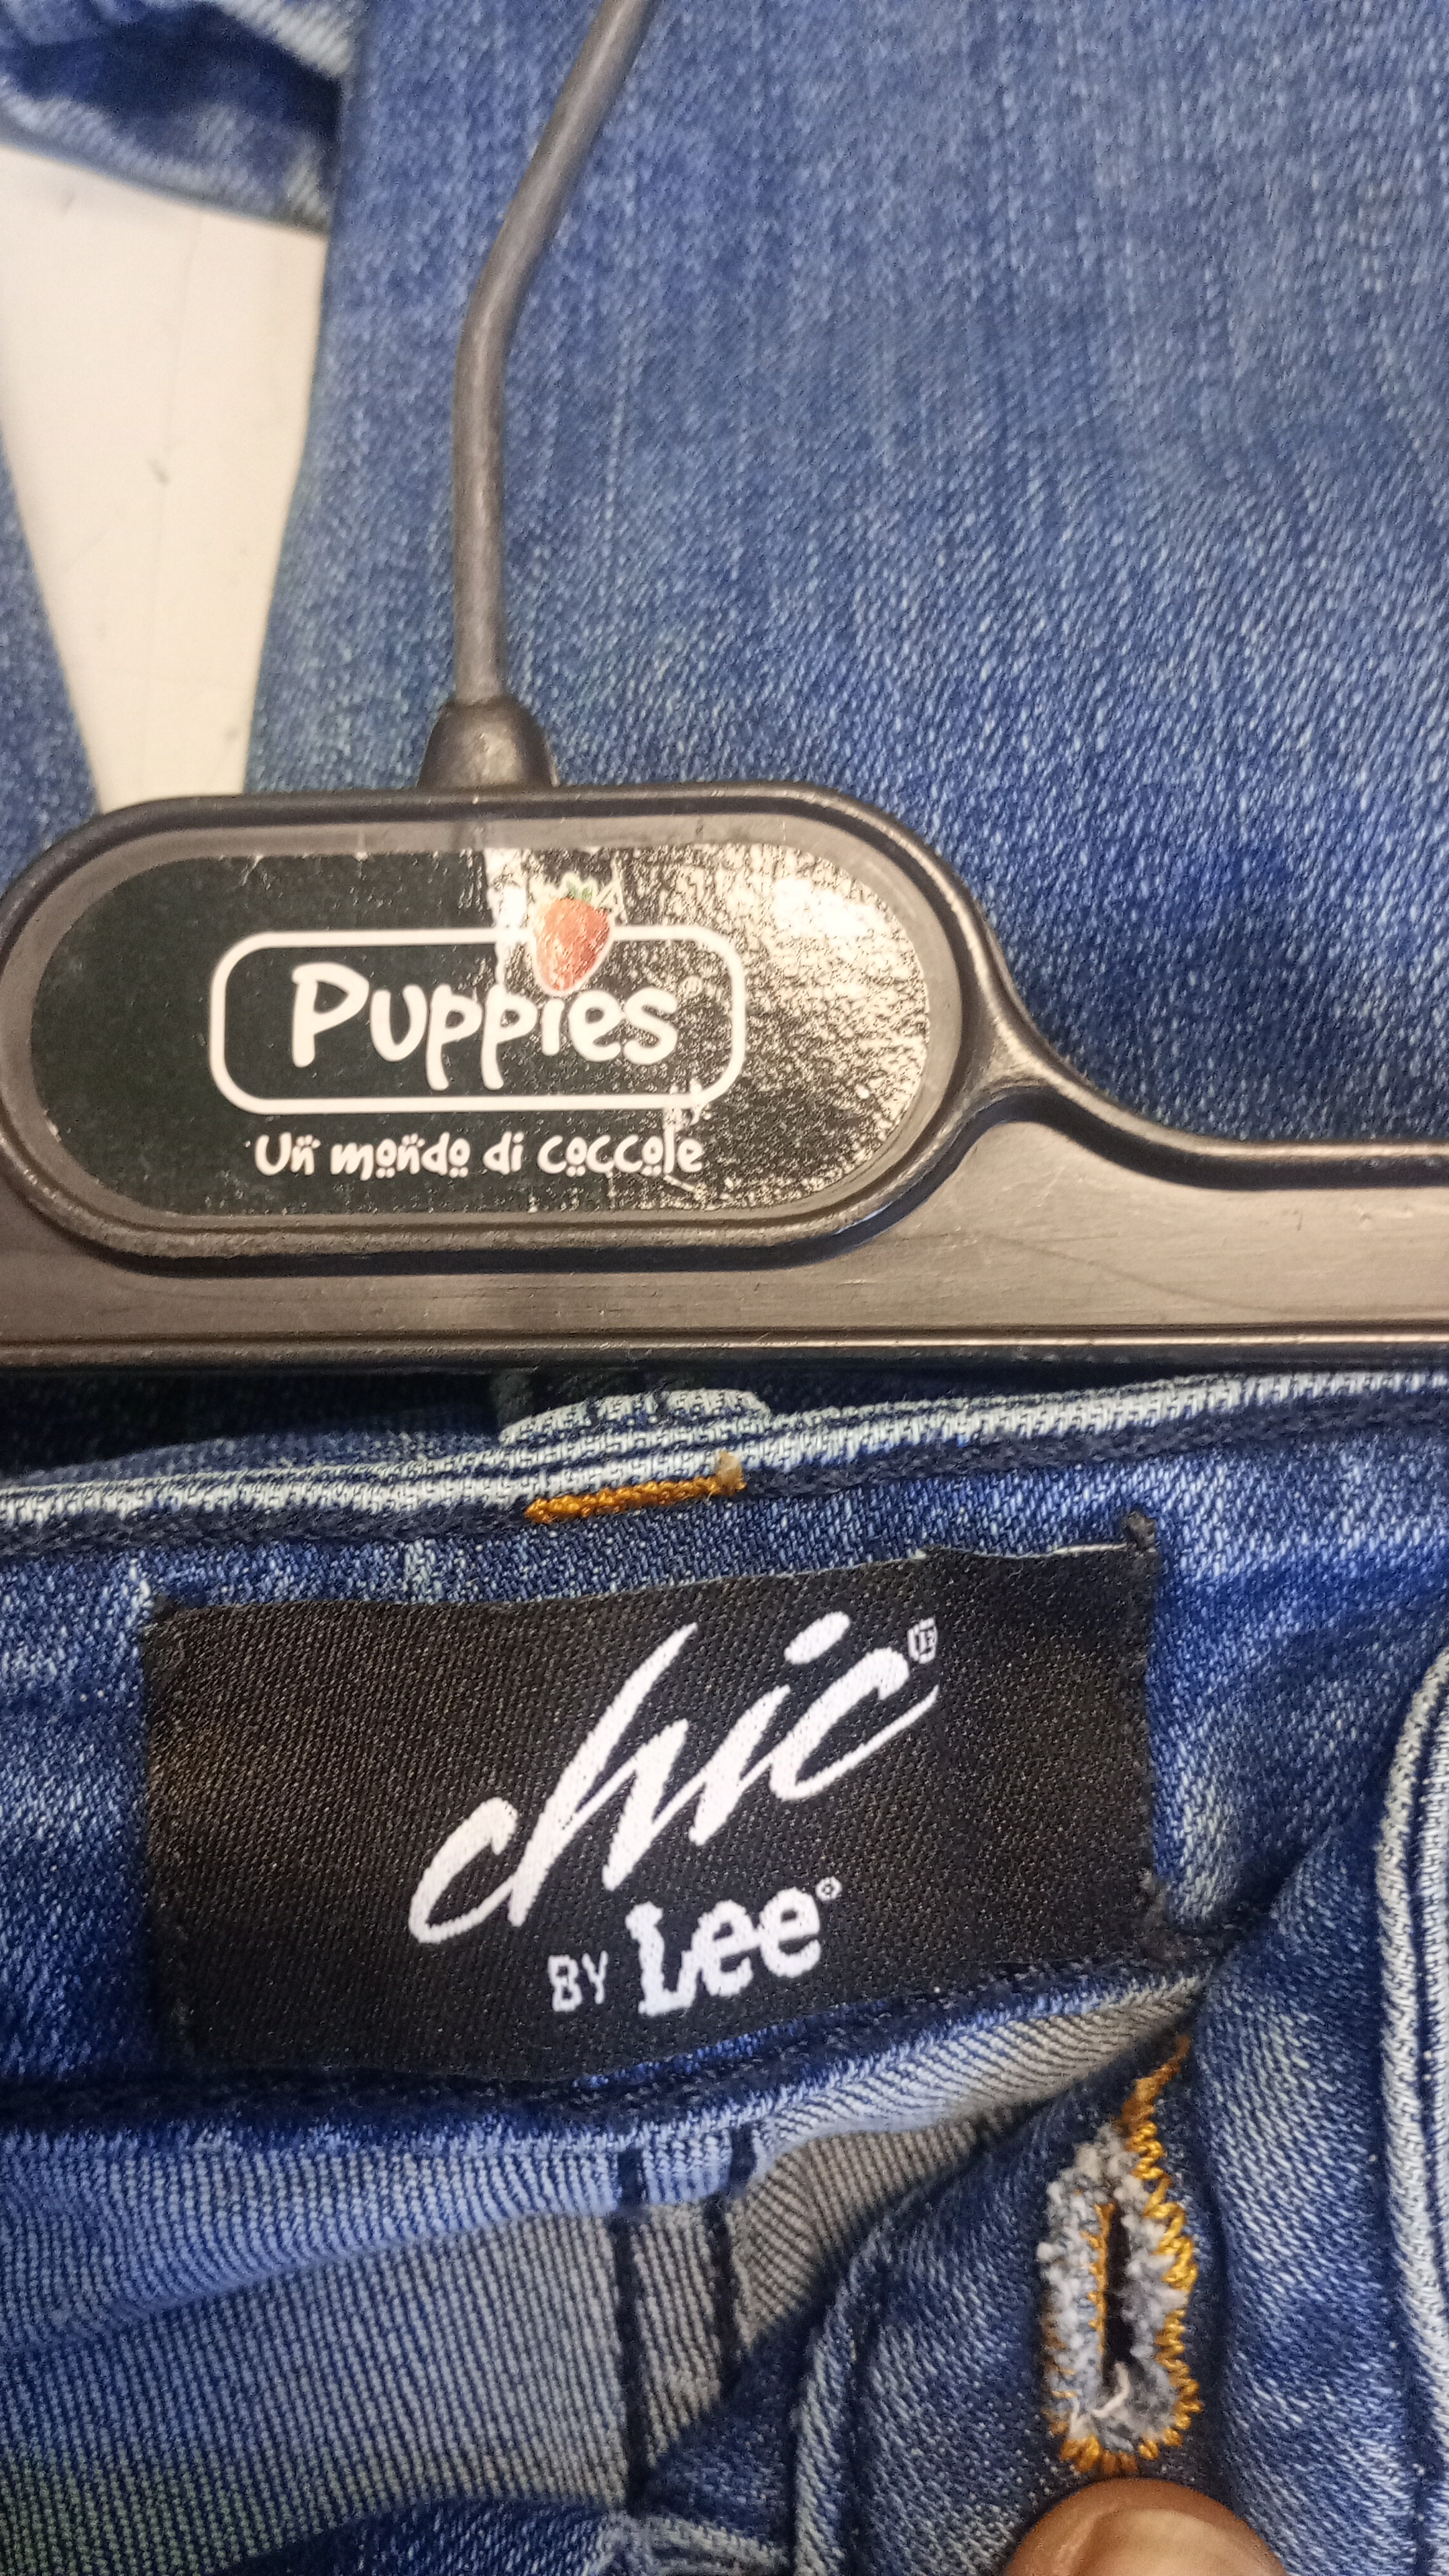 Puppies
Un mondo di coccole
chic
BY Lee®